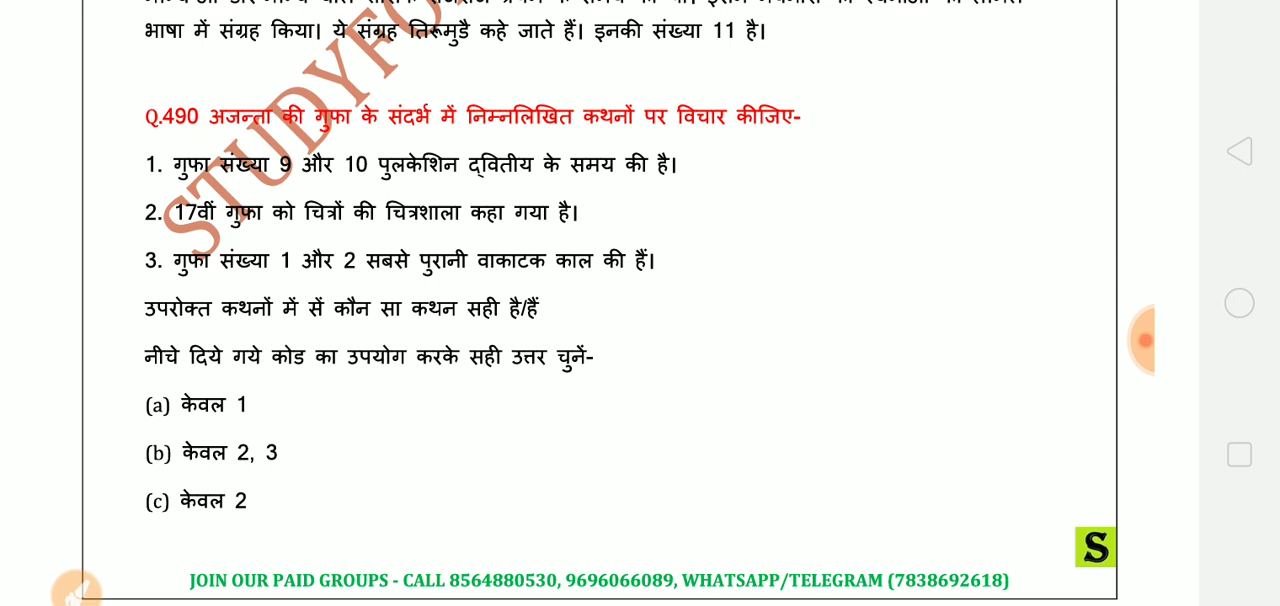 भाषा में संग्रह किया। ये संग्रह तिरूमुडै कहे जाते हैं। इनकी संख्या 11 है।
Q.490 अजन्ता की गुफा के संदर्भ में निम्नलिखित कथनों पर विचार कीजिए-
1. गुफा संख्या 9 और 10 पुलकेशिन द्वितीय के समय की है।
2. 17वीं गुफा को चित्रों की चित्रशाला कहा गया है।
3. गुफा संख्या 1 और 2 सबसे पुरानी वाकाटक काल की हैं।
उपरोक्त कथनों में सें कौन सा कथन सही है/हैं
नीचे दिये गये कोड का उपयोग करके सही उत्तर चुनें-
(a) केवल 1
(b) केवल 2, 3
(c) केवल 2
S
JOIN OUR PAID GROUPS - CALL 8564880530, 9696066089, WHATSAPP/TELEGRAM (7838692618)
STUDYFO